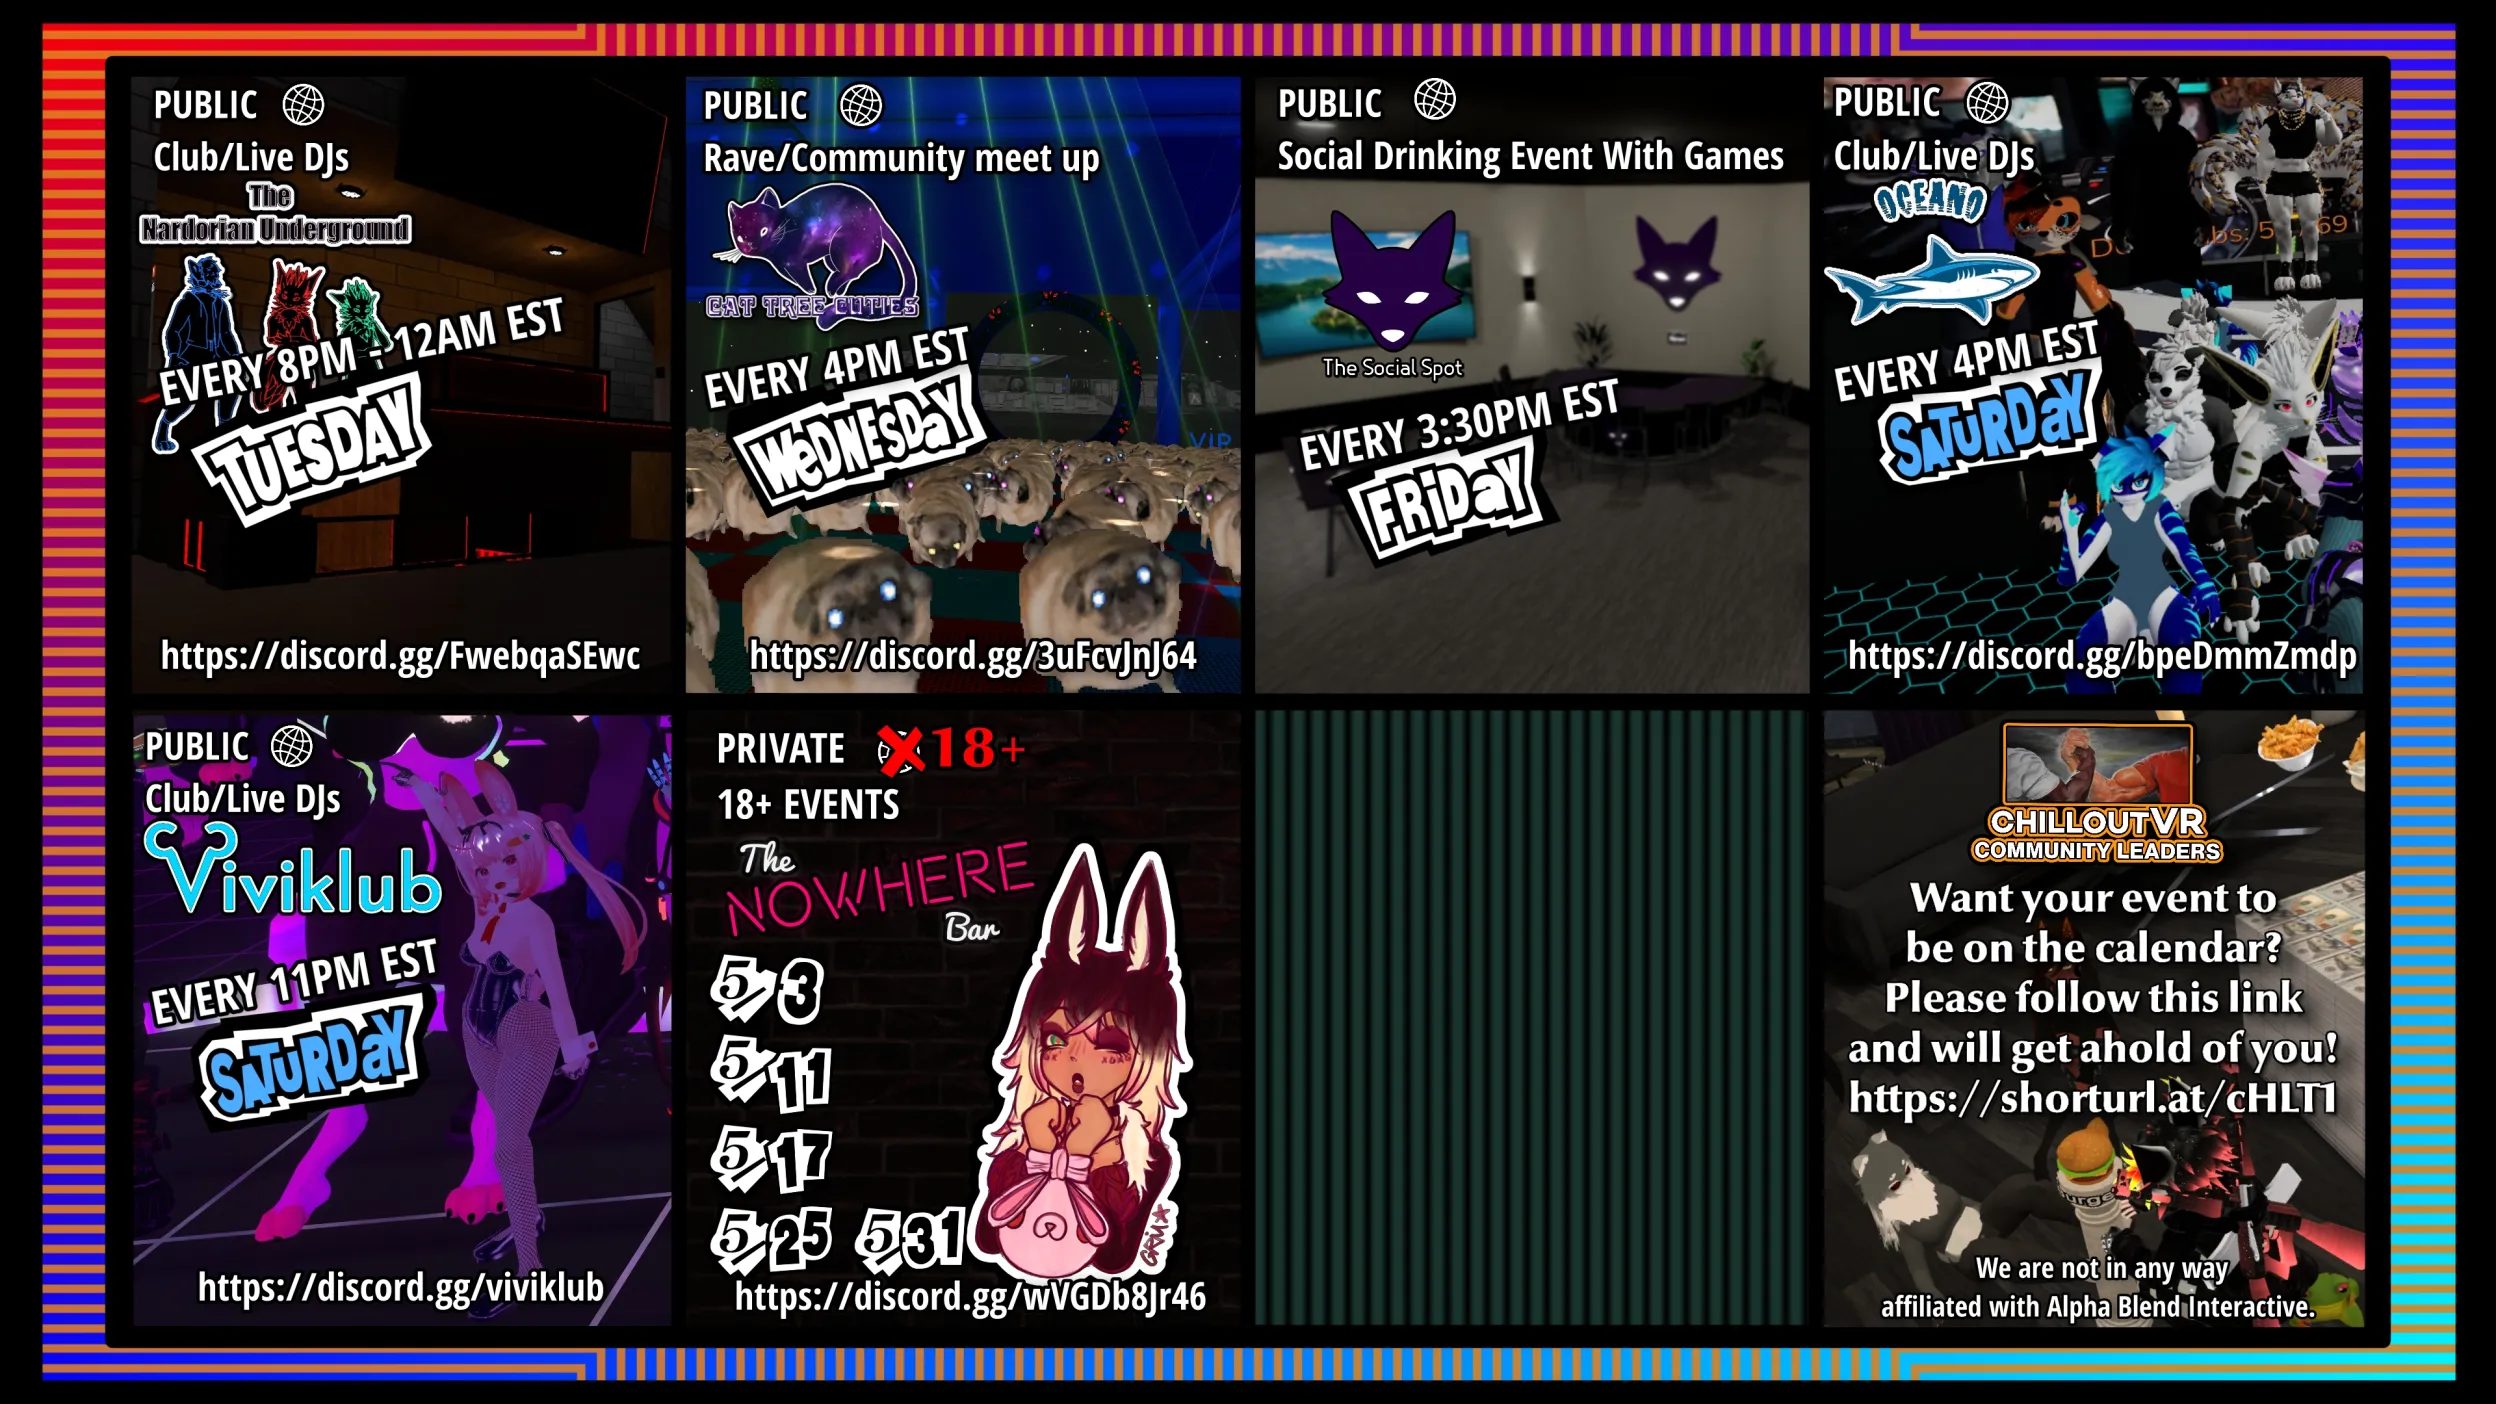 PUBLIC
Club/Live DJs
The
Nardorian Underground
EVERY 8PM - 12AM EST
TUESDAY
https://discord.gg/FwebqaSEwc
PUBLIC
Rave/Community meet up
CAT TREE CUTIES
EVERY 4PM EST
WeDNESDaY
VIP
https://discord.gg/3uFcvJnJ64
PUBLIC
Social Drinking Event With Games
The Social Spot
EVERY 3:30PM EST
FRiDaY
PUBLIC
Club/Live DJs
OCEANO
EVERY 4PM EST
SATURDaY
https://discord.gg/bpeDmmZmdp
PUBLIC
Club/Live DJs
Viviklub
EVERY 11PM EST
SATURDaY
https://discord.gg/viviklub
PRIVATE 18+
18+ EVENTS
The
NOWHERE
Bar
5/3
5/11
5/17
5/25 5/31
GRIM
https://discord.gg/wVGDb8Jr46
CHILLOUTVR
COMMUNITY LEADERS
Want your event to
be on the calendar?
Please follow this link
and will get ahold of you!
https://shorturl.at/cHLT1
We are not in any way
affiliated with Alpha Blend Interactive.